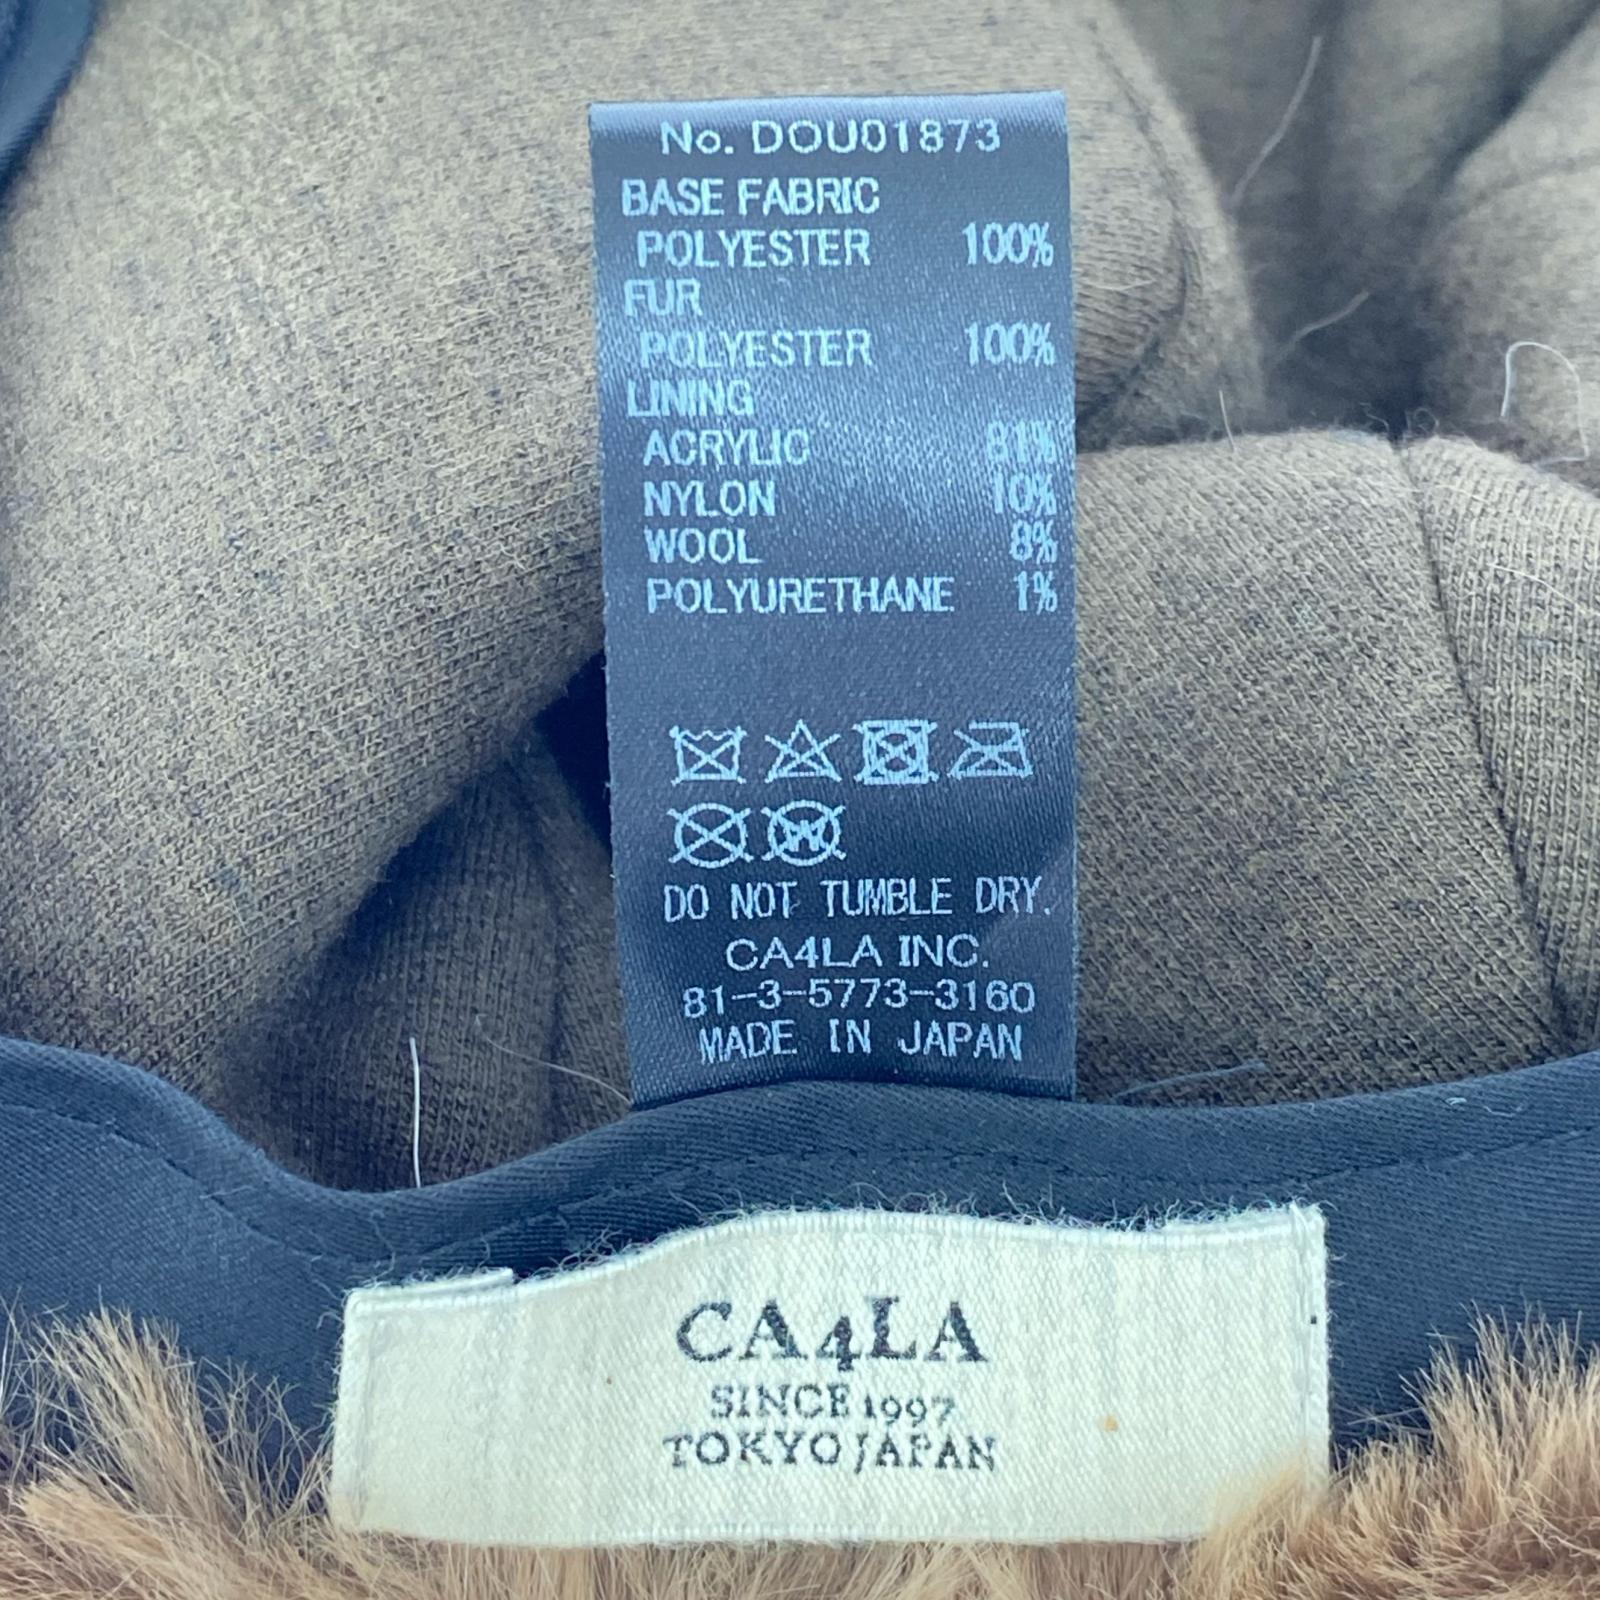 No. DOU01873
BASE FABRIC
POLYESTER 100%
FUR
POLYESTER 100%
LINING
ACRYLIC 81%
NYLON 10%
WOOL 8%
POLYURETHANE 1%
W
DO NOT TUMBLE DRY.
CA4LA INC.
81-3-5773-3160
MADE IN JAPAN
CA4LA
SINCE 1997
TOKYO JAPAN